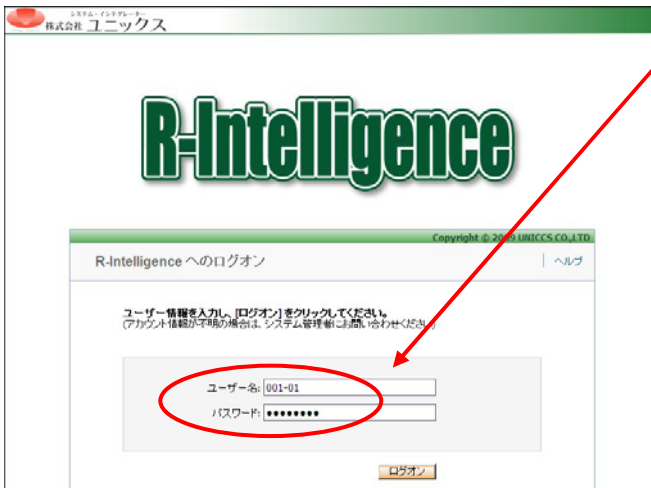 システム・インテグレーター
株式会社 ユニックス
R-Intelligence
Copyright © 2009 UNICCS CO.,LTD
R-Intelligence へのログオン | ヘルプ
ユーザー情報を入力し、[ログオン] をクリックしてください。
(アカウント情報が不明の場合は、システム管理者にお問い合わせください)
ユーザー名: 001-01
パスワード: ●●●●●●●●
ログオン